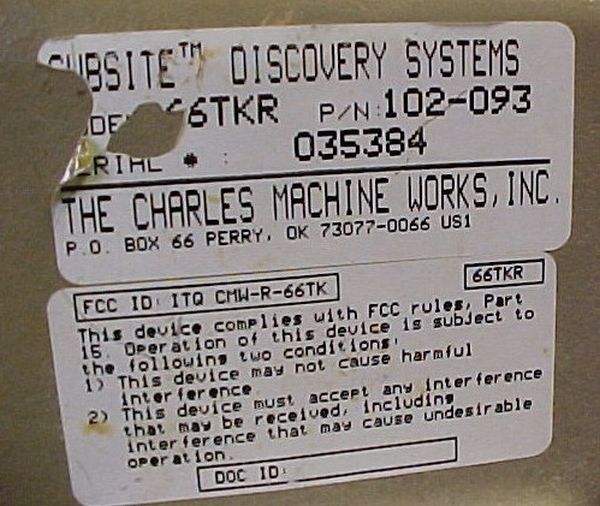 SUBSITE™ DISCOVERY SYSTEMS
66TKR P/N:102-093
SERIAL # : 035384
THE CHARLES MACHINE WORKS, INC.
P.O. BOX 66 PERRY, OK 73077-0066 US1
FCC ID: ITQ CMW-R-66TK 66TKR
This device complies with FCC rules, Part
15. Operation of this device is subject to
the following two conditions:
1) This device may not cause harmful
interference.
2) This device must accept any interference
that may be received, including
interference that may cause undesirable
operation.
DOC ID: